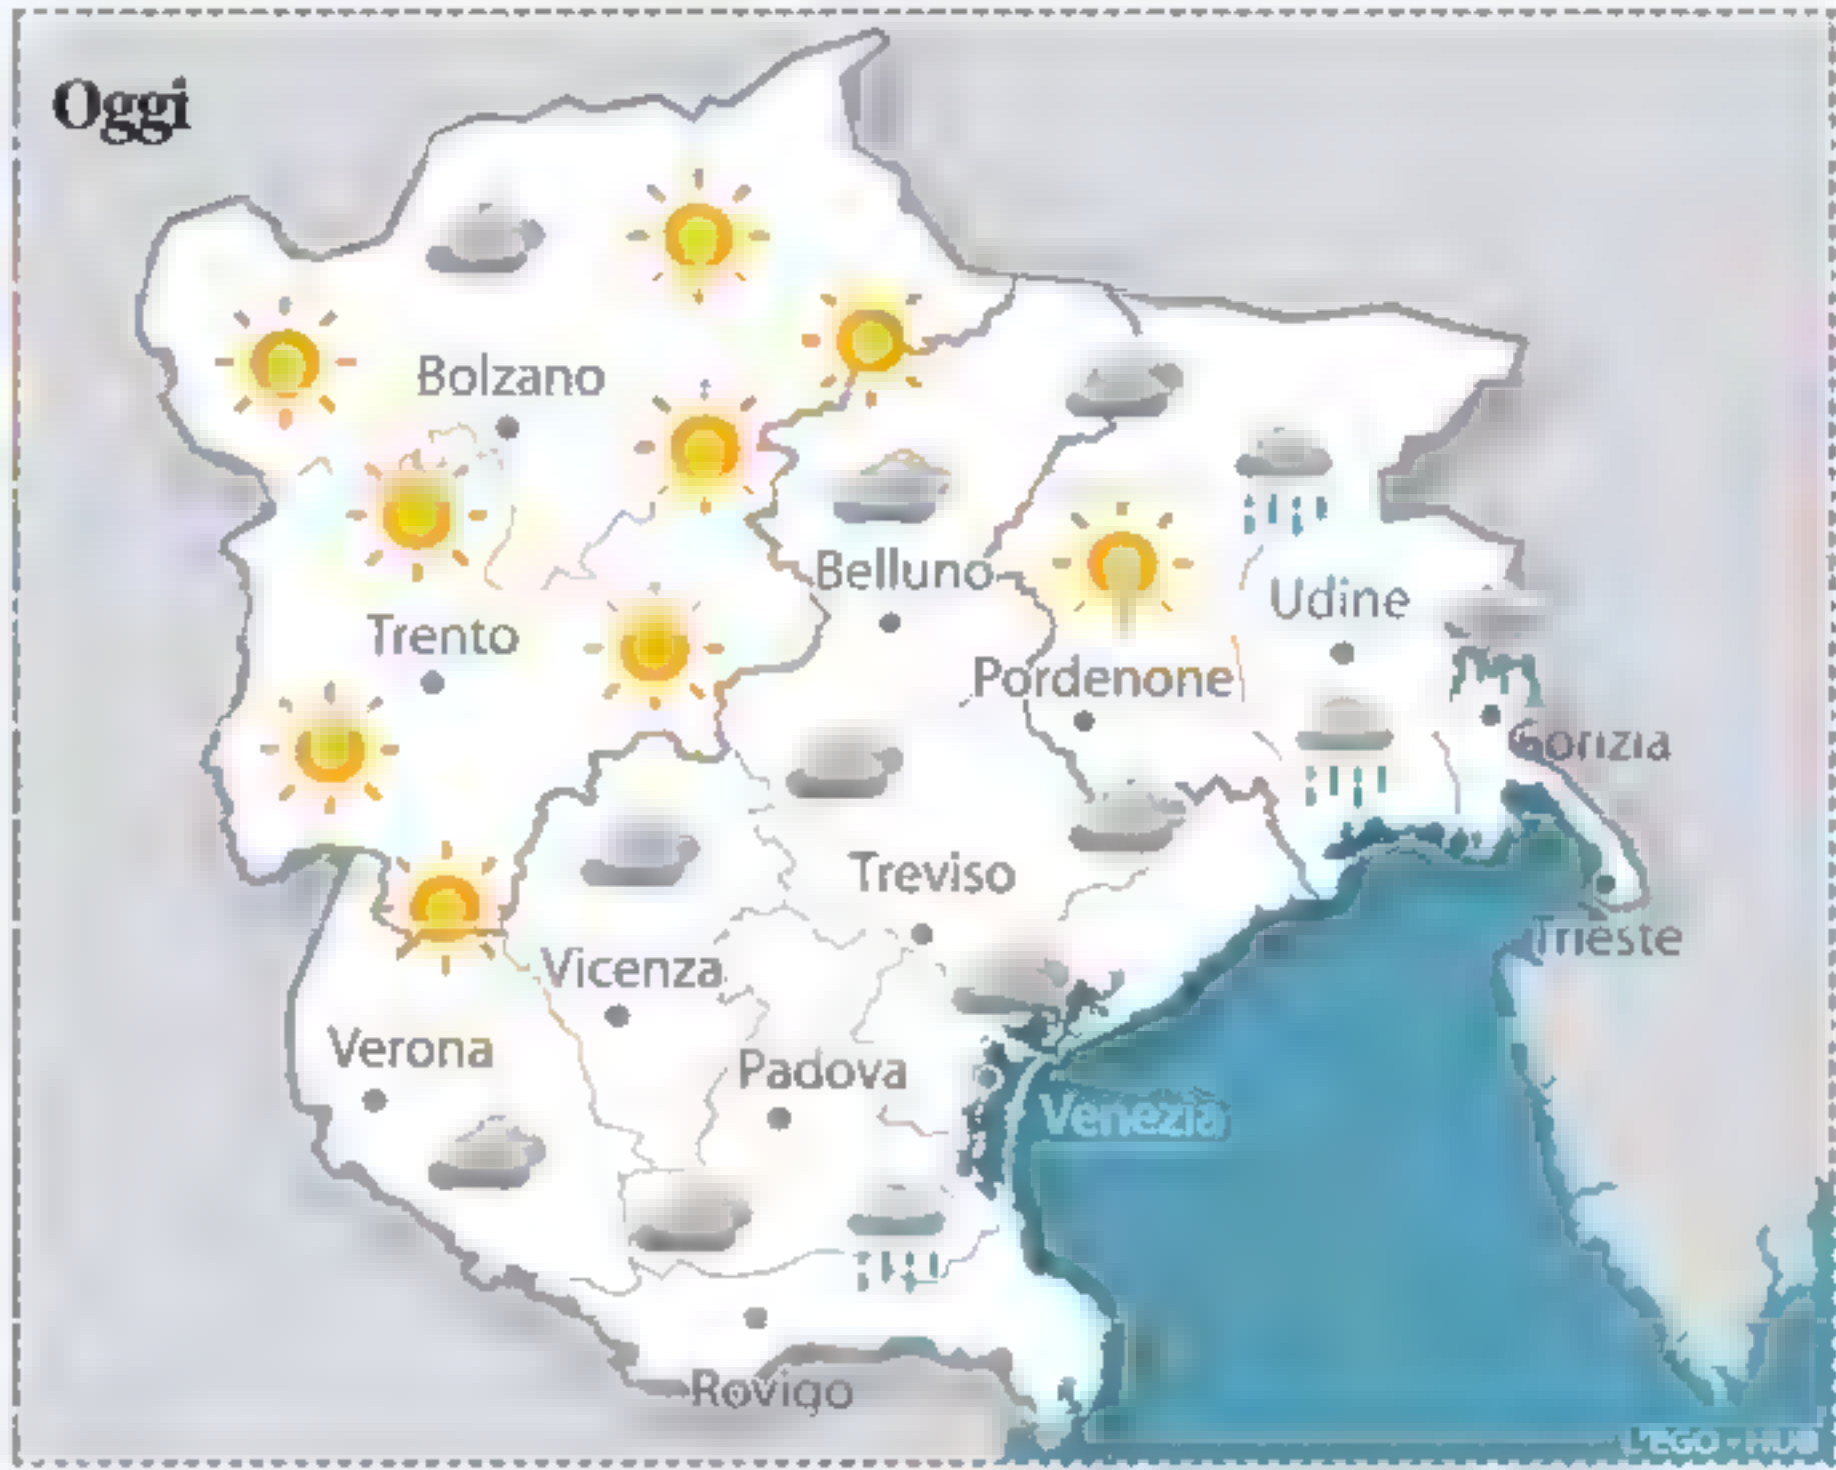 Oggi
Bolzano
Belluno
Udine
Trento
Pordenone
Gorizia
Treviso
Trieste
Vicenza
Verona
Padova
Venezia
Rovigo
L'EGO - HUB